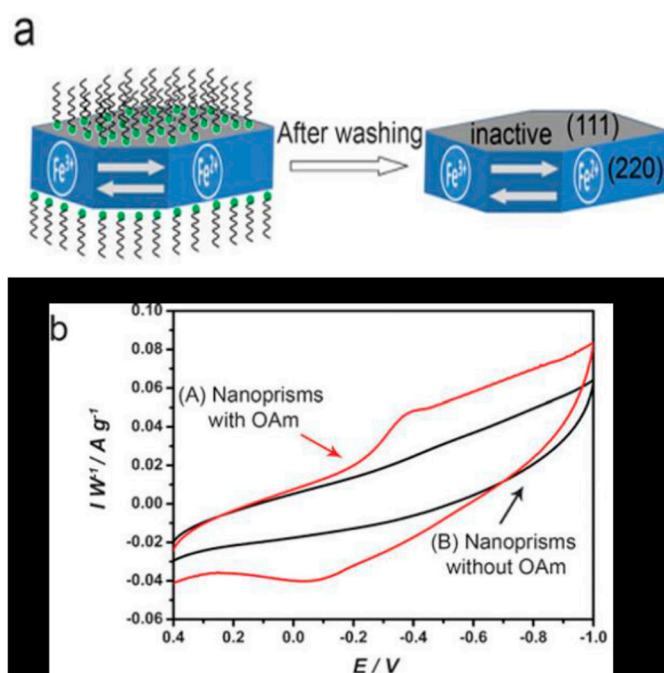 a
After washing
inactive (111)
Fe³⁺
Fe²⁺
Fe³⁺
Fe²⁺
(220)
b
0.10
0.08
0.06
0.04
0.02
0.00
-0.02
-0.04
-0.06
I W⁻¹ / A g⁻¹
(A) Nanoprisms
with OAm
(B) Nanoprisms
without OAm
0.4 0.2 0.0 -0.2 -0.4 -0.6 -0.8 -1.0
E / V